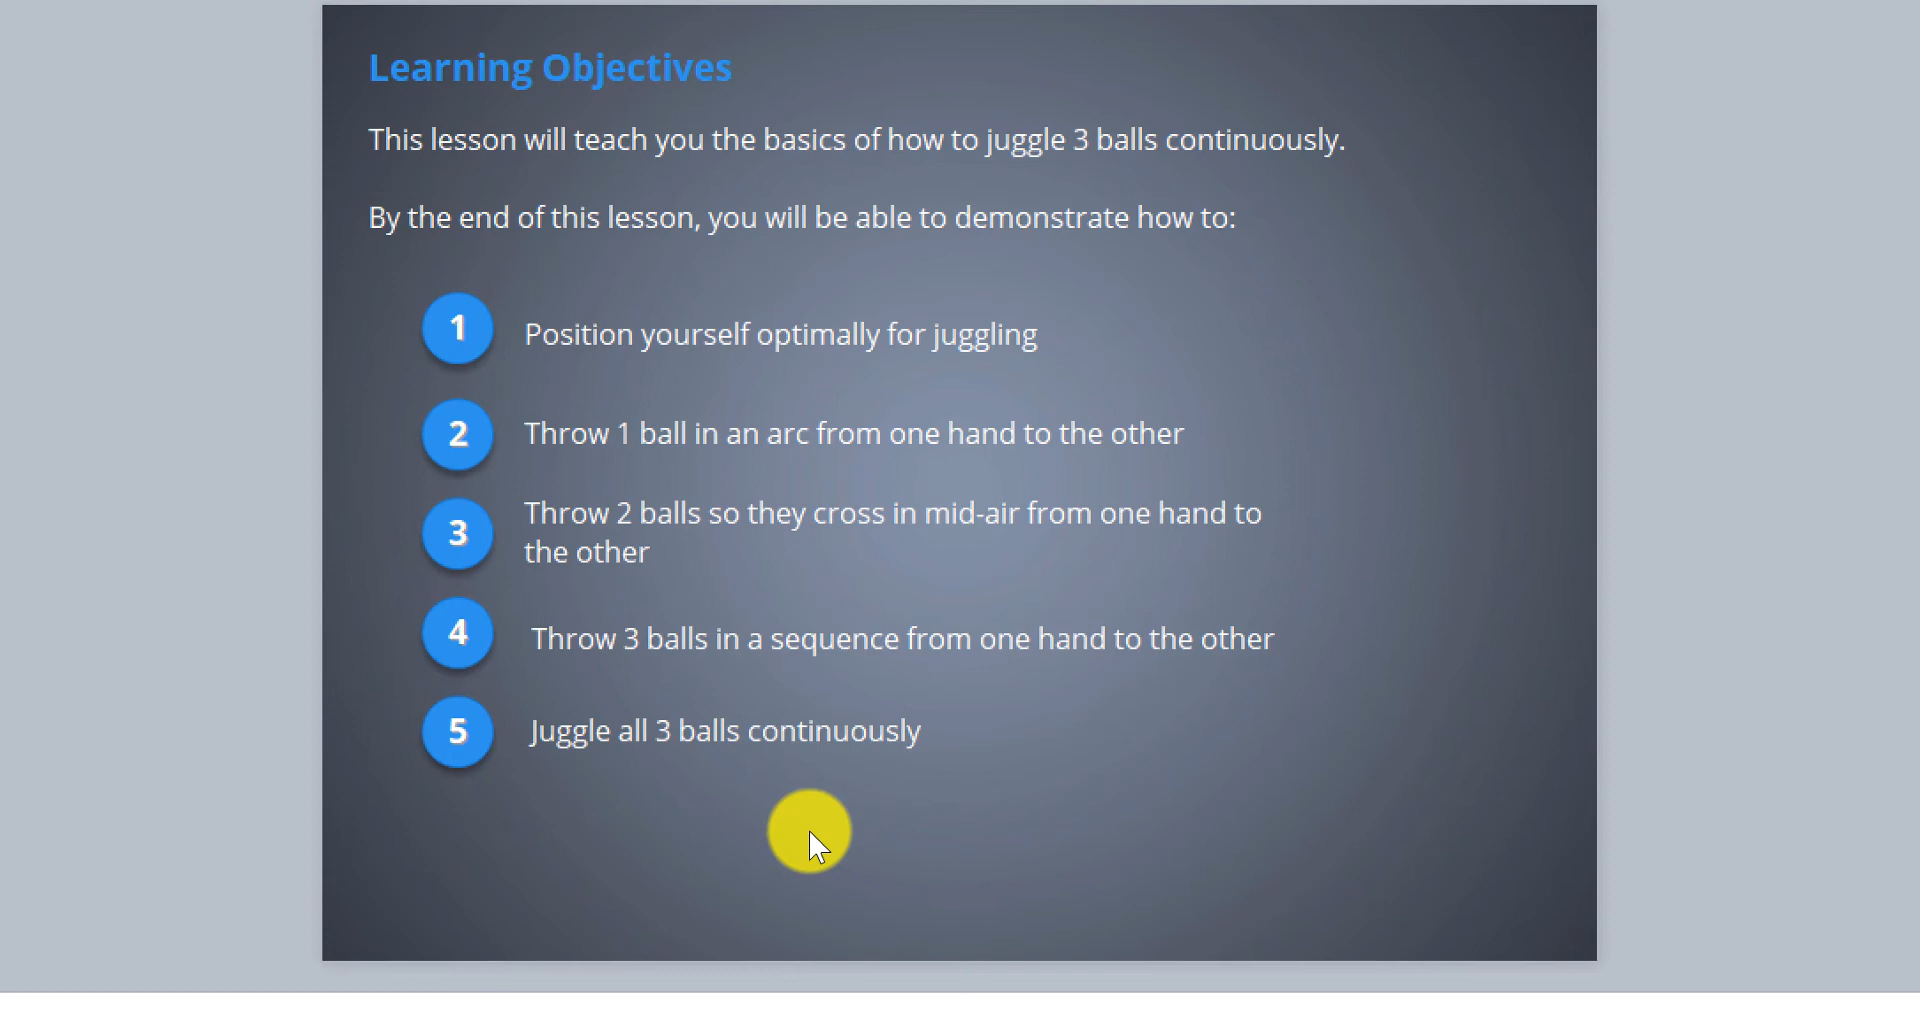 Learning Objectives
This lesson will teach you the basics of how to juggle 3 balls continuously.
By the end of this lesson, you will be able to demonstrate how to:
1 Position yourself optimally for juggling
2 Throw 1 ball in an arc from one hand to the other
3 Throw 2 balls so they cross in mid-air from one hand to
the other
4 Throw 3 balls in a sequence from one hand to the other
5 Juggle all 3 balls continuously